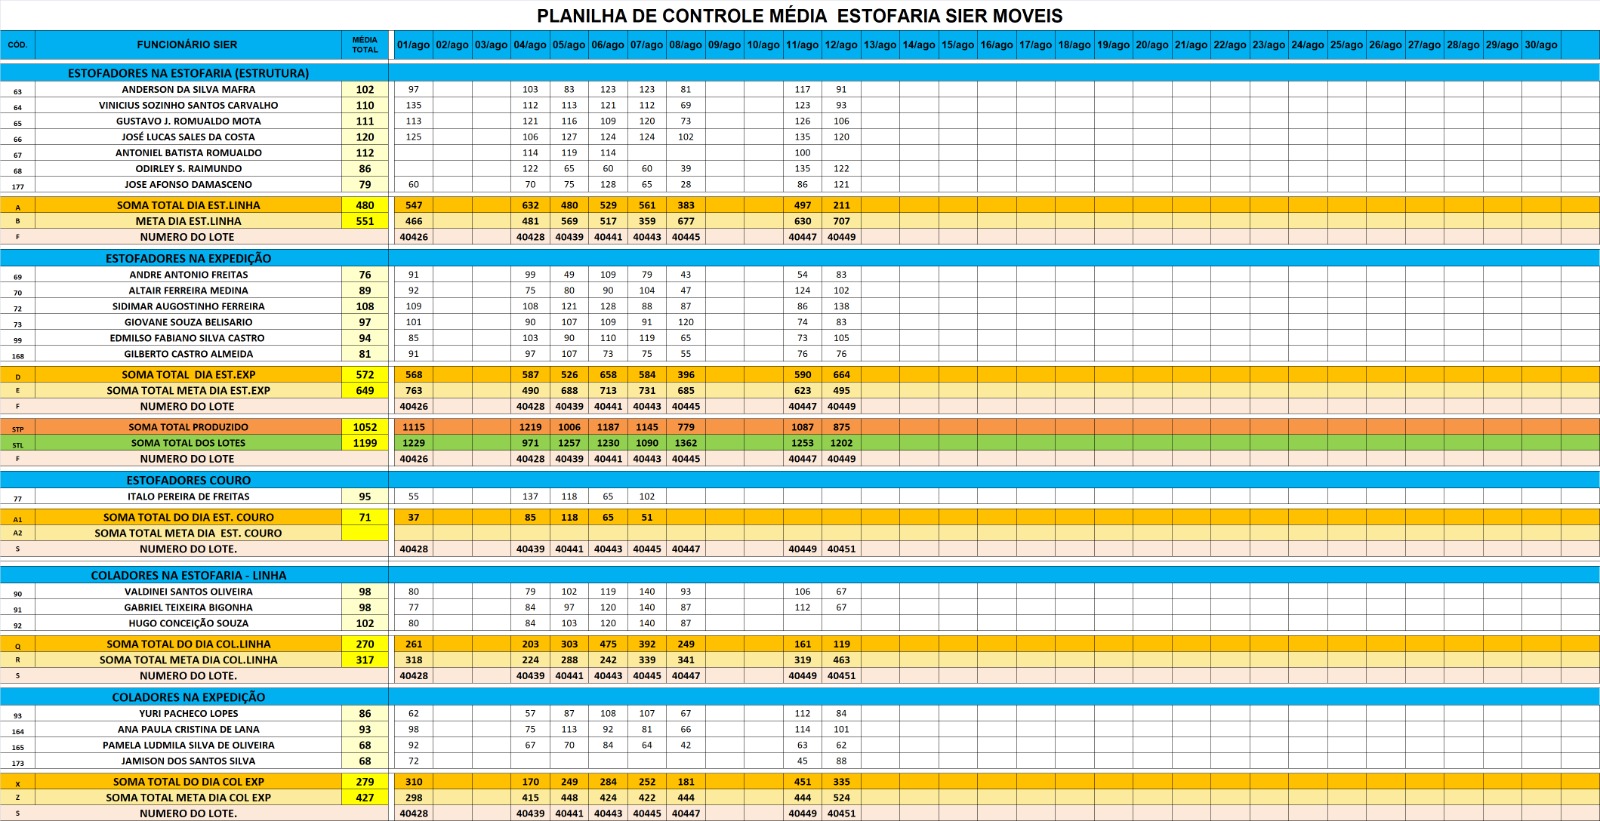 PLANILHA DE CONTROLE MÉDIA  ESTOFARIA SIER MOVEIS
CÓD. FUNCIONÁRIO SIER MÉDIA TOTAL 01/ago 02/ago 03/ago 04/ago 05/ago 06/ago 07/ago 08/ago 09/ago 10/ago 11/ago 12/ago 13/ago 14/ago 15/ago 16/ago 17/ago 18/ago 19/ago 20/ago 21/ago 22/ago 23/ago 24/ago 25/ago 26/ago 27/ago 28/ago 29/ago 30/ago
ESTOFADORES NA ESTOFARIA (ESTRUTURA)
63 ANDERSON DA SILVA MAFRA 102 97 103 83 123 123 81 117 91
64 VINICIUS SOZINHO SANTOS CARVALHO 110 135 112 113 121 112 69 123 93
65 GUSTAVO J. ROMUALDO MOTA 111 113 121 116 109 120 73 126 106
66 JOSÉ LUCAS SALES DA COSTA 120 125 106 127 124 124 102 135 120
67 ANTONIEL BATISTA ROMUALDO 112 114 119 114 100
68 ODIRLEY S. RAIMUNDO 86 122 65 60 60 39 135 122
177 JOSE AFONSO DAMASCENO 79 60 70 75 128 65 28 86 121
A SOMA TOTAL DIA EST.LINHA 480 547 632 480 529 561 383 497 211
B META DIA EST.LINHA 551 466 481 569 517 359 677 630 707
F NUMERO DO LOTE 40426 40428 40439 40441 40443 40445 40447 40449
ESTOFADORES NA EXPEDIÇÃO
69 ANDRE ANTONIO FREITAS 76 91 99 49 109 79 43 54 83
70 ALTAIR FERREIRA MEDINA 89 92 75 80 90 104 47 124 102
72 SIDIMAR AUGOSTINHO FERREIRA 108 109 108 121 128 88 87 86 138
73 GIOVANE SOUZA BELISARIO 97 101 90 107 109 91 120 74 83
99 EDMILSO FABIANO SILVA CASTRO 94 85 103 90 110 119 65 73 105
168 GILBERTO CASTRO ALMEIDA 81 91 97 107 73 75 55 76 76
D SOMA TOTAL  DIA EST.EXP 572 568 587 526 658 584 396 590 664
E SOMA TOTAL META DIA EST.EXP 649 763 490 688 713 731 685 623 495
F NUMERO DO LOTE 40426 40428 40439 40441 40443 40445 40447 40449
STP SOMA TOTAL PRODUZIDO 1052 1115 1219 1006 1187 1145 779 1087 875
STL SOMA TOTAL DOS LOTES 1199 1229 971 1257 1230 1090 1362 1253 1202
F NUMERO DO LOTE 40426 40428 40439 40441 40443 40445 40447 40449
ESTOFADORES COURO
77 ITALO PEREIRA DE FREITAS 95 55 137 118 65 102
A1 SOMA TOTAL DO DIA EST. COURO 71 37 85 118 65 51
A2 SOMA TOTAL META DIA  EST. COURO
S NUMERO DO LOTE. 40428 40439 40441 40443 40445 40447 40449 40451
COLADORES NA ESTOFARIA - LINHA
90 VALDINEI SANTOS OLIVEIRA 98 80 79 102 119 140 93 106 67
91 GABRIEL TEIXEIRA BIGONHA 98 77 84 97 120 140 87 112 67
92 HUGO CONCEIÇÃO SOUZA 102 80 84 103 120 140 87
Q SOMA TOTAL DO DIA COL.LINHA 270 261 203 303 475 392 249 161 119
R SOMA TOTAL META DIA COL.LINHA 317 318 224 288 242 339 341 319 463
S NUMERO DO LOTE. 40428 40439 40441 40443 40445 40447 40449 40451
COLADORES NA EXPEDIÇÃO
93 YURI PACHECO LOPES 86 62 57 87 108 107 67 112 84
164 ANA PAULA CRISTINA DE LANA 93 98 75 113 92 81 66 114 101
165 PAMELA LUDMILA SILVA DE OLIVEIRA 68 92 67 70 84 64 42 63 62
173 JAMISON DOS SANTOS SILVA 68 72 45 88
X SOMA TOTAL DO DIA COL EXP 279 310 170 249 284 252 181 451 335
Z SOMA TOTAL META DIA COL EXP 427 298 415 448 424 422 444 444 524
S NUMERO DO LOTE. 40428 40439 40441 40443 40445 40447 40449 40451